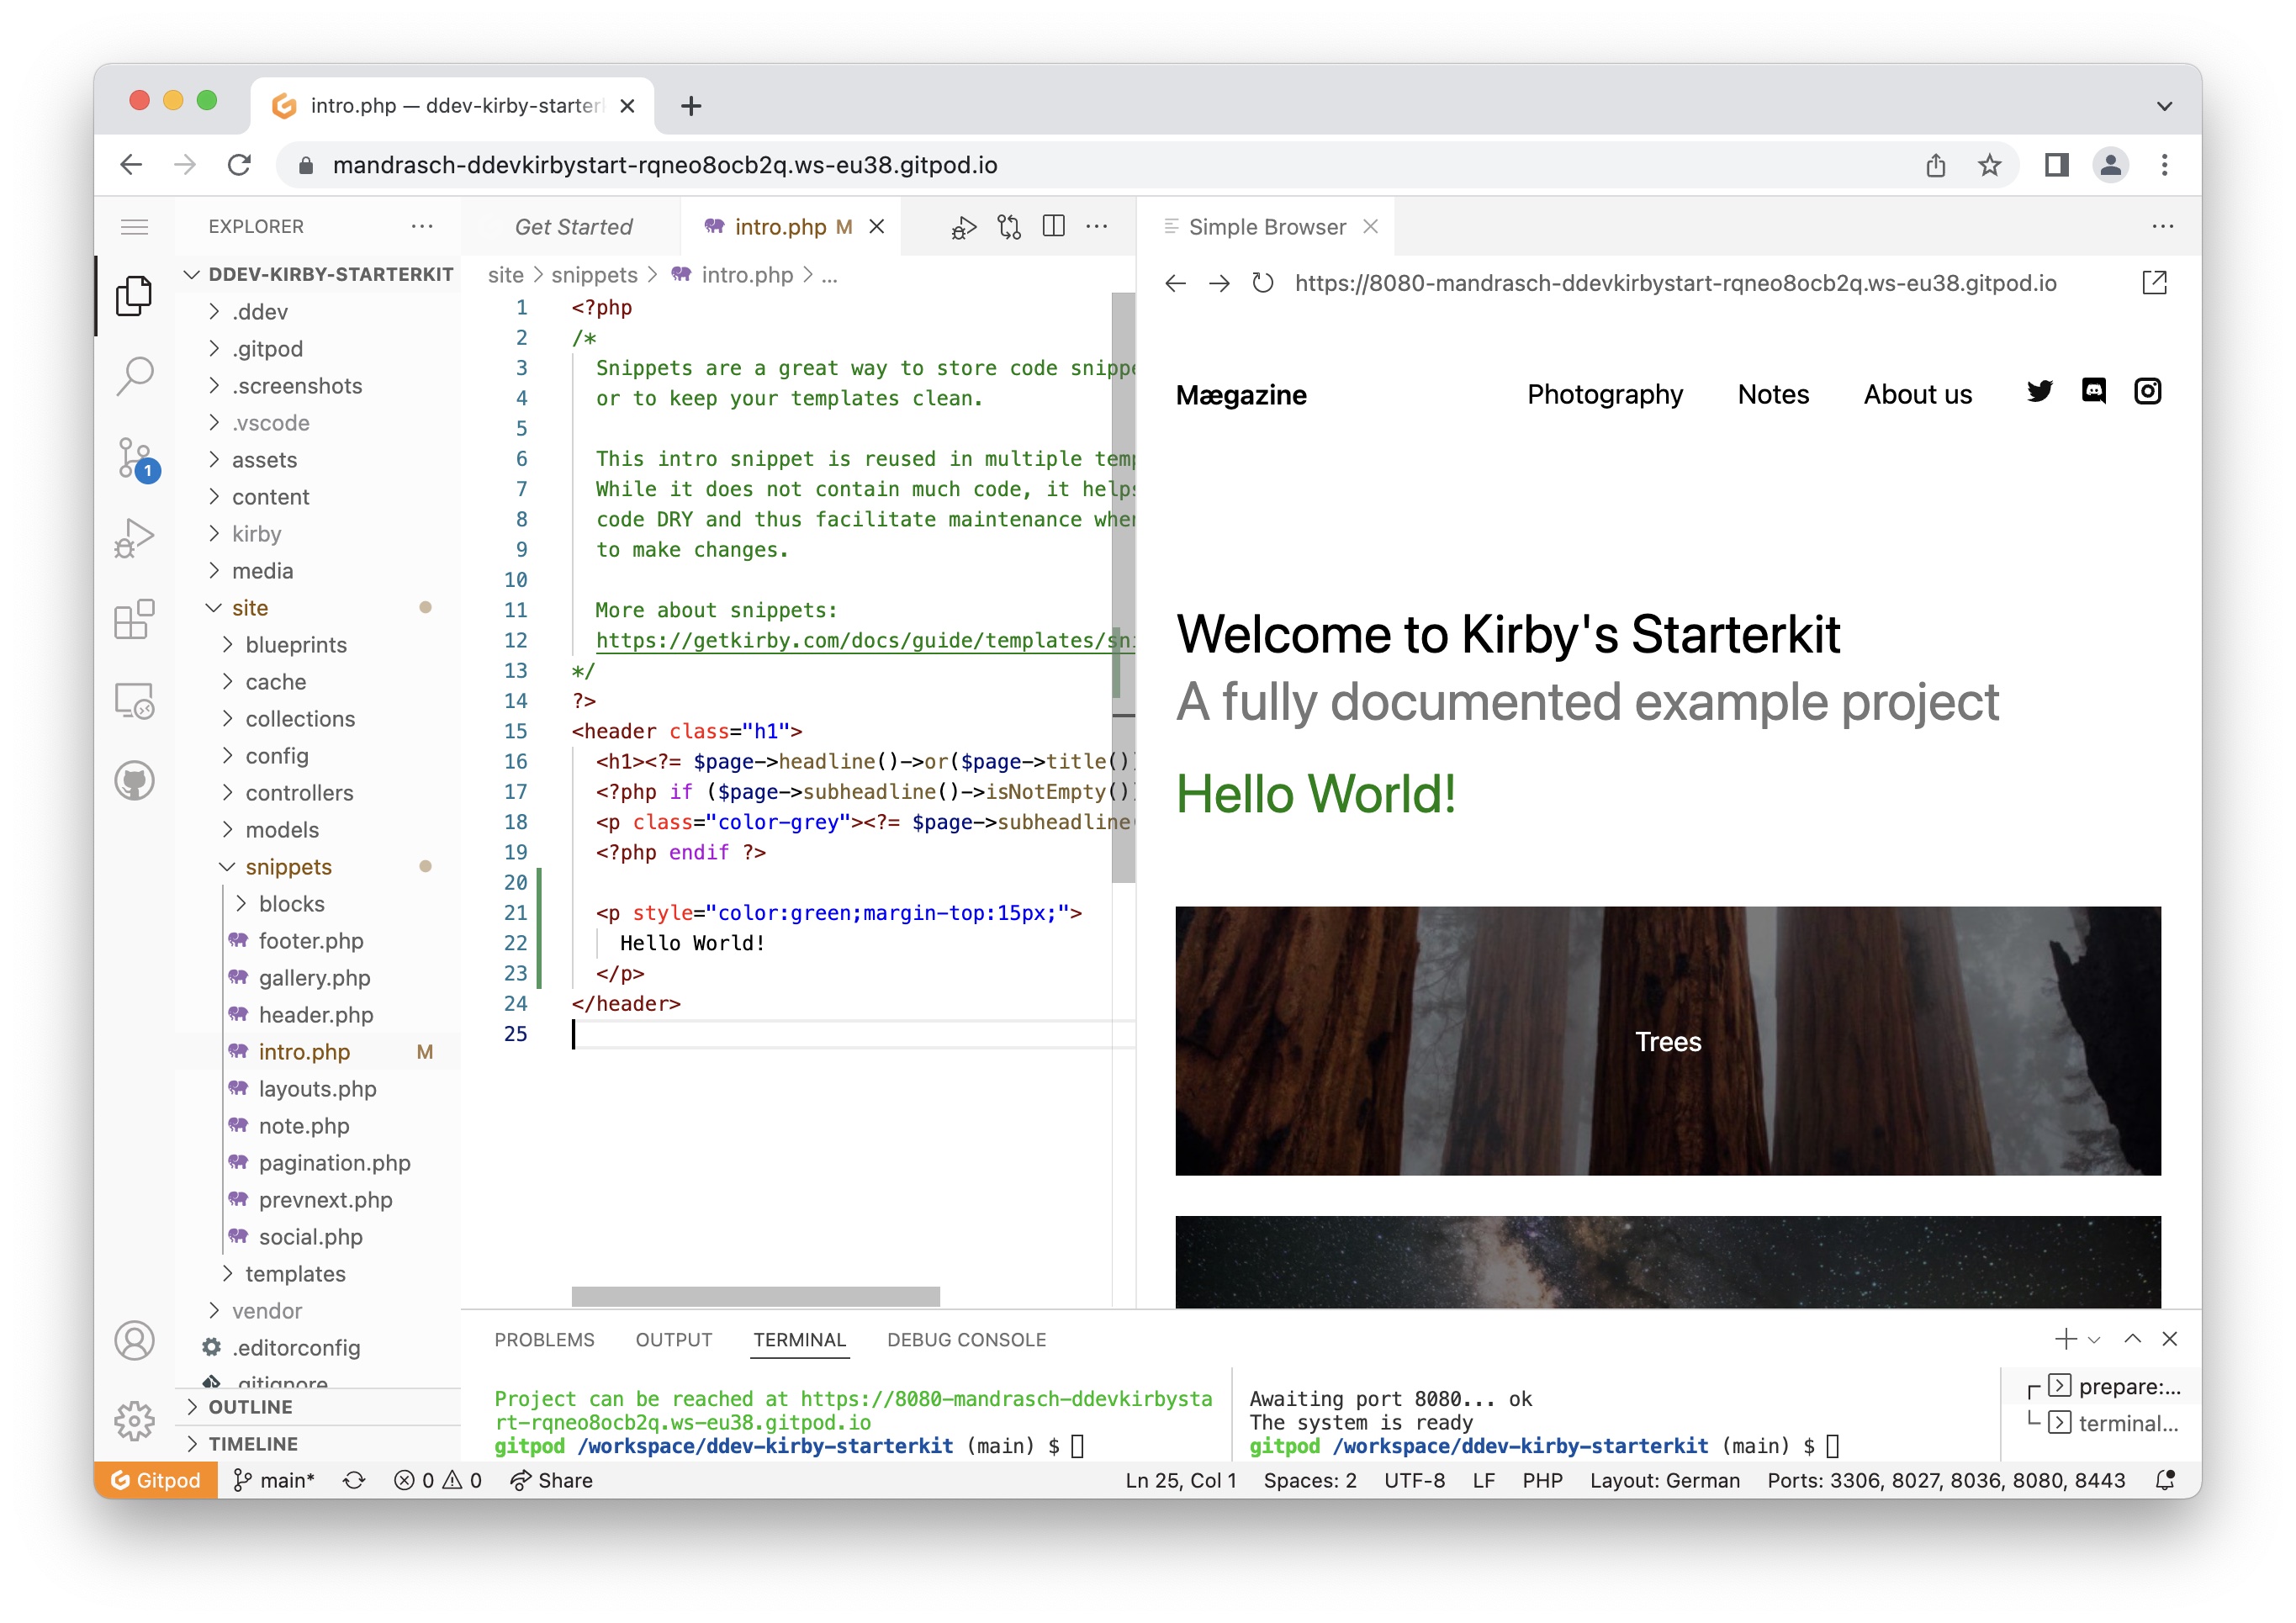 intro.php — ddev-kirby-starter
mandrasch-ddevkirbystart-rqneo8ocb2q.ws-eu38.gitpod.io
EXPLORER
DDEV-KIRBY-STARTERKIT
.ddev
.gitpod
.screenshots
.vscode
assets
content
kirby
media
site
blueprints
cache
collections
config
controllers
models
snippets
blocks
footer.php
gallery.php
header.php
intro.php M
layouts.php
note.php
pagination.php
prevnext.php
social.php
templates
vendor
.editorconfig
.gitignore
OUTLINE
TIMELINE
1
Get Started
intro.php M
site > snippets > intro.php > ...
1 <?php
2 /*
3 Snippets are a great way to store code snipp
4 or to keep your templates clean.
5
6 This intro snippet is reused in multiple tem
7 While it does not contain much code, it helps
8 code DRY and thus facilitate maintenance when
9 to make changes.
10
11 More about snippets:
12 https://getkirby.com/docs/guide/templates/sni
13 */
14 ?>
15 <header class="h1">
16 <h1><?= $page->headline()->or($page->title()
17 <?php if ($page->subheadline()->isNotEmpty()
18 <p class="color-grey"><?= $page->subheadline
19 <?php endif ?>
20
21 <p style="color:green;margin-top:15px;">
22 Hello World!
23 </p>
24 </header>
25
Simple Browser
https://8080-mandrasch-ddevkirbystart-rqneo8ocb2q.ws-eu38.gitpod.io
Mægazine
Photography Notes About us
Welcome to Kirby's Starterkit
A fully documented example project
Hello World!
Trees
PROBLEMS OUTPUT TERMINAL DEBUG CONSOLE
Project can be reached at https://8080-mandrasch-ddevkirbysta
rt-rqneo8ocb2q.ws-eu38.gitpod.io
gitpod /workspace/ddev-kirby-starterkit (main) $
Awaiting port 8080... ok
The system is ready
gitpod /workspace/ddev-kirby-starterkit (main) $
prepare:...
terminal...
Gitpod main* 0 0 Share
Ln 25, Col 1 Spaces: 2 UTF-8 LF PHP Layout: German Ports: 3306, 8027, 8036, 8080, 8443